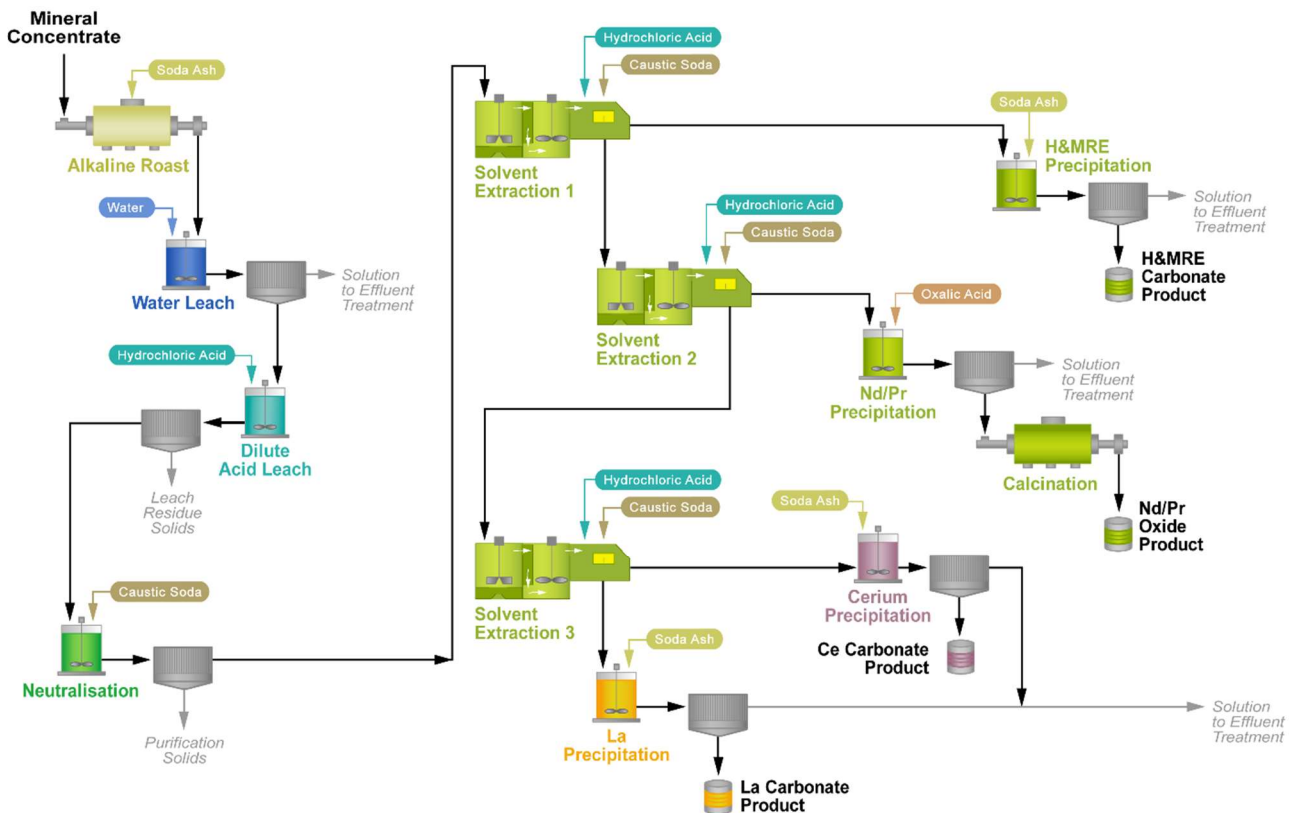 Mineral
Concentrate
Soda Ash
Alkaline Roast
Water
Water Leach
Solution
to Effluent
Treatment
Hydrochloric Acid
Dilute
Acid Leach
Leach
Residue
Solids
Caustic Soda
Neutralisation
Purification
Solids
Hydrochloric Acid
Caustic Soda
Solvent
Extraction 1
Soda Ash
H&MRE
Precipitation
Solution
to Effluent
Treatment
H&MRE
Carbonate
Product
Hydrochloric Acid
Caustic Soda
Solvent
Extraction 2
Oxalic Acid
Nd/Pr
Precipitation
Solution
to Effluent
Treatment
Calcination
Nd/Pr
Oxide
Product
Hydrochloric Acid
Caustic Soda
Solvent
Extraction 3
Soda Ash
Cerium
Precipitation
Ce Carbonate
Product
Soda Ash
La
Precipitation
La Carbonate
Product
Solution
to Effluent
Treatment